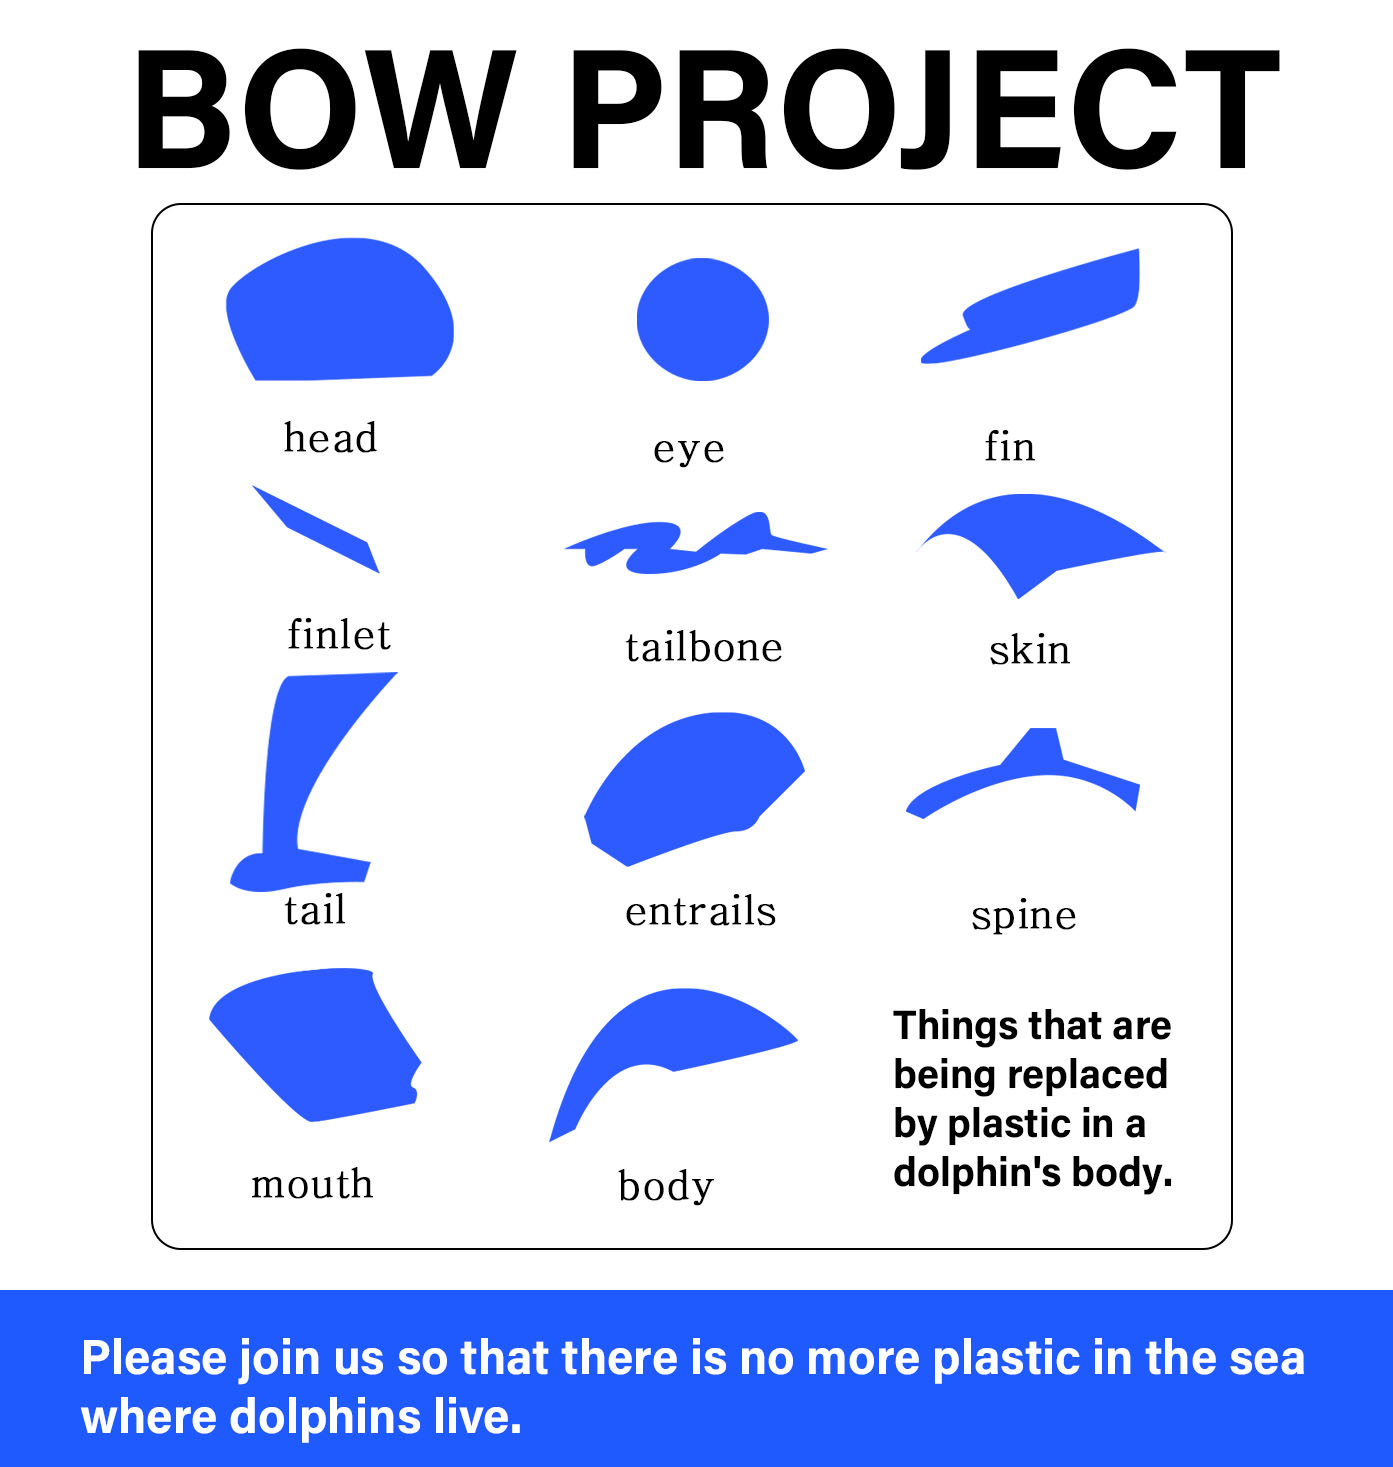 BOW PROJECT
head
eye
fin
finlet
tailbone
skin
tail
entrails
spine
mouth
body
Things that are
being replaced
by plastic in a
dolphin's body.
Please join us so that there is no more plastic in the sea
where dolphins live.